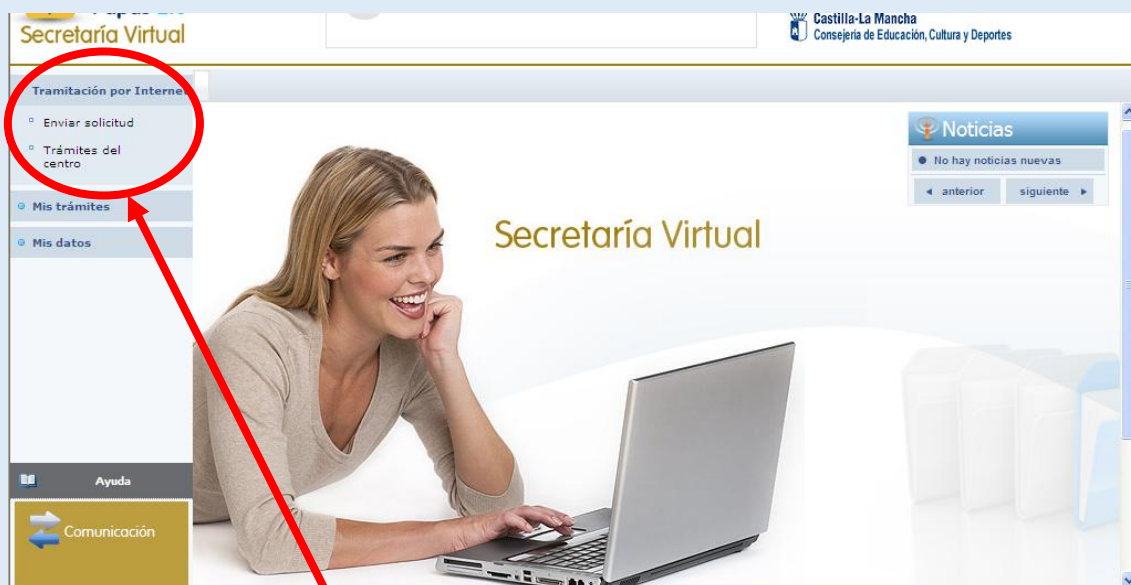 Secretaría Virtual
Castilla-La Mancha
Consejería de Educación, Cultura y Deportes
Tramitación por Internet
Enviar solicitud
Trámites del
centro
Mis trámites
Mis datos
Ayuda
Comunicación
Secretaría Virtual
Noticias
No hay noticias nuevas
anterior siguiente